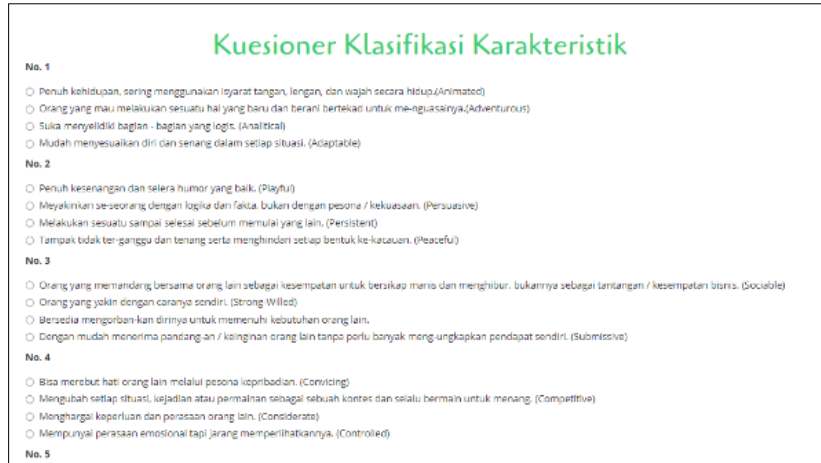 Kuesioner Klasifikasi Karakteristik
No. 1
Penuh kehidupan, sering menggunakan isyarat tangan, lengan, dan wajah secara hidup.(Animated)
Orang yang mau melakukan sesuatu hal yang baru dan berani bertekad untuk me-nguasainya.(Adventurous)
Suka menyelidiki bagian - bagian yang logis. (Analitical)
Mudah menyesuaikan diri dan senang dalam setiap situasi. (Adaptable)
No. 2
Penuh kesenangan dan selera humor yang baik. (Playful)
Meyakinkan se-seorang dengan logika dan fakta, bukan dengan pesona / kekuasaan. (Persuasive)
Melakukan sesuatu sampai selesai sebelum memulai yang lain. (Persistent)
Tampak tidak ter-ganggu dan tenang serta menghindari setiap bentuk ke-kacauan. (Peaceful)
No. 3
Orang yang memandang bersama orang lain sebagai kesempatan untuk bersikap manis dan menghibur, bukannya sebagai tantangan / kesempatan bisnis. (Sociable)
Orang yang yakin dengan caranya sendiri. (Strong-Willed)
Bersedia mengorban-kan dirinya untuk memenuhi kebutuhan orang lain.
Dengan mudah menerima pandang-an / keinginan orang lain tanpa perlu banyak meng-ungkapkan pendapat sendiri. (Submissive)
No. 4
Bisa merebut hati orang lain melalui pesona kepribadian. (Convicing)
Mengubah setiap situasi, kejadian atau permainan sebagai sebuah kontes dan selalu bermain untuk menang. (Competitive)
Menghargai keperluan dan perasaan orang lain. (Considerate)
Mempunyai perasaan emosional tapi jarang memperlihatkannya. (Controlled)
No. 5